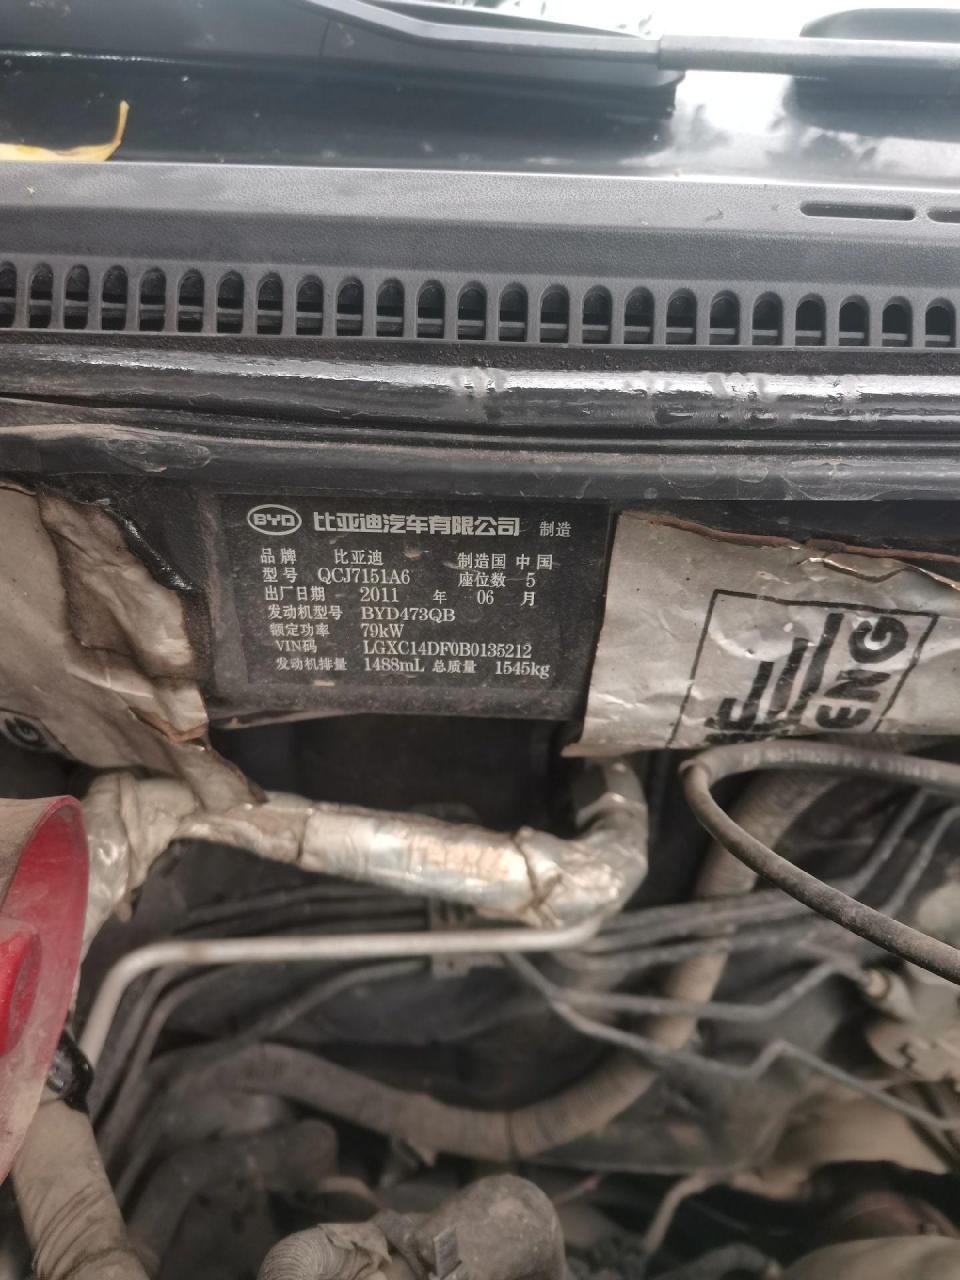 BYD 比亚迪汽车有限公司 制造
品牌 比亚迪 制造国 中国
型号 QCJ7151A6 座位数 5
出厂日期 2011 年 06 月
发动机型号 BYD473QB
额定功率 79kW
VIN码 LGXC14DF0B0135212
发动机排量 1488mL 总质量 1545kg
ENG
G